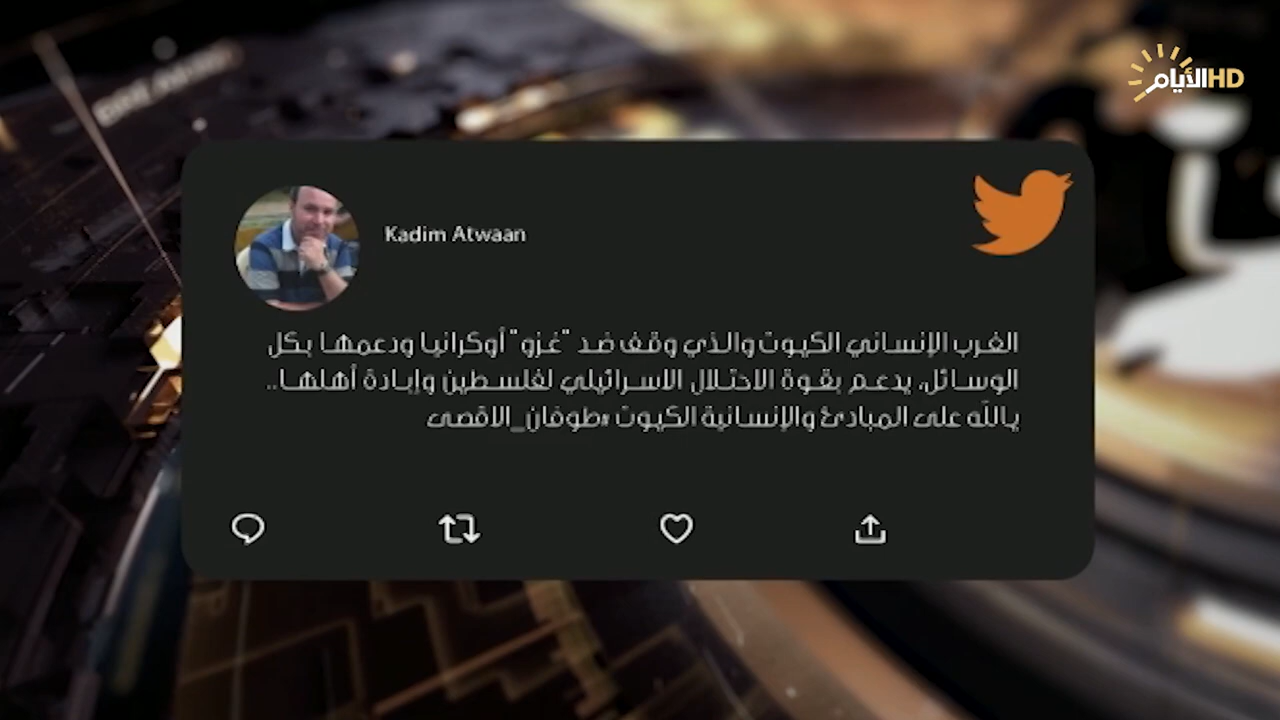 الأيام HD
Kadim Atwaan
الغرب الإنساني الكيوت والذي وقف ضد "غزو" أوكرانيا ودعمها بكل
الوسائل، يدعم بقوة الاحتلال الاسرائيلي لفلسطين وإبادة أهلها..
ياللّه على المبادئ والإنسانية الكيوت #طوفان_الاقصى